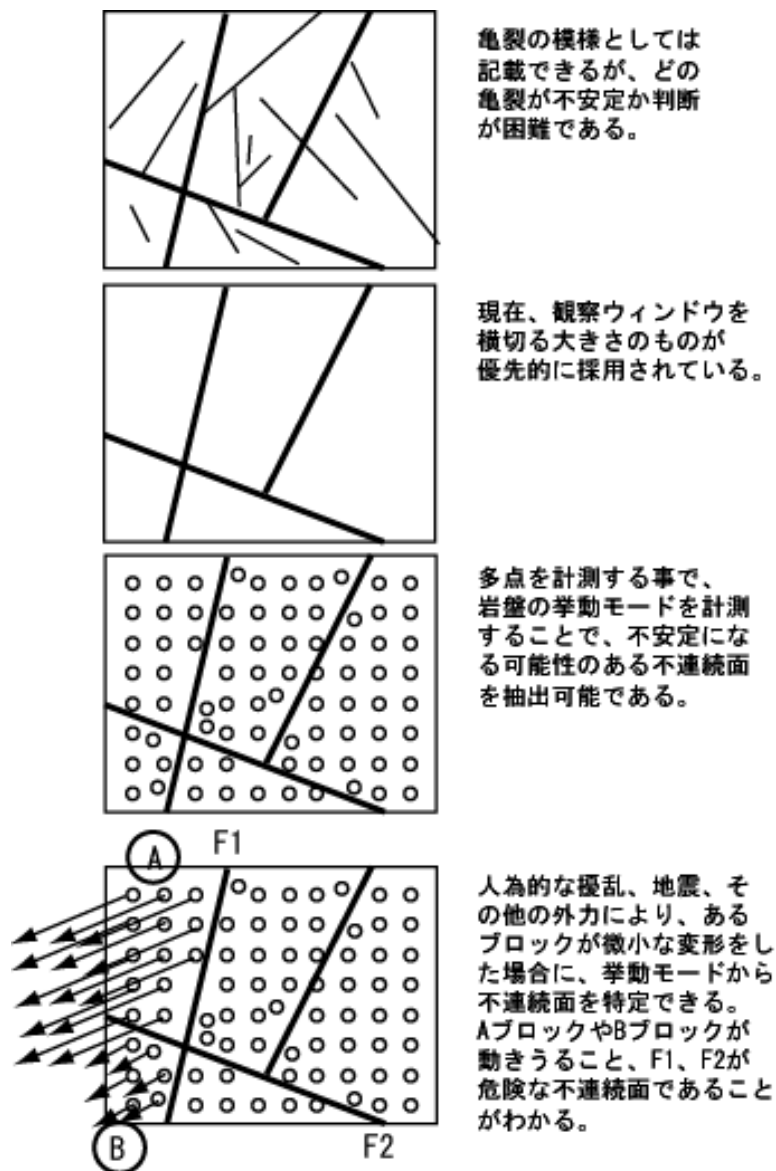 亀裂の模様としては
記載できるが、どの
亀裂が不安定か判断
が困難である。
現在、観察ウィンドウを
横切る大きさのものが
優先的に採用されている。
多点を計測する事で、
岩盤の挙動モードを計測
することで、不安定にな
る可能性のある不連続面
を抽出可能である。
A
F1
人為的な擾乱、地震、そ
の他の外力により、ある
ブロックが微小な変形をし
た場合に、挙動モードから
不連続面を特定できる。
AブロックやBブロックが
動きうること、F1、F2が
危険な不連続面であること
がわかる。
B
F2